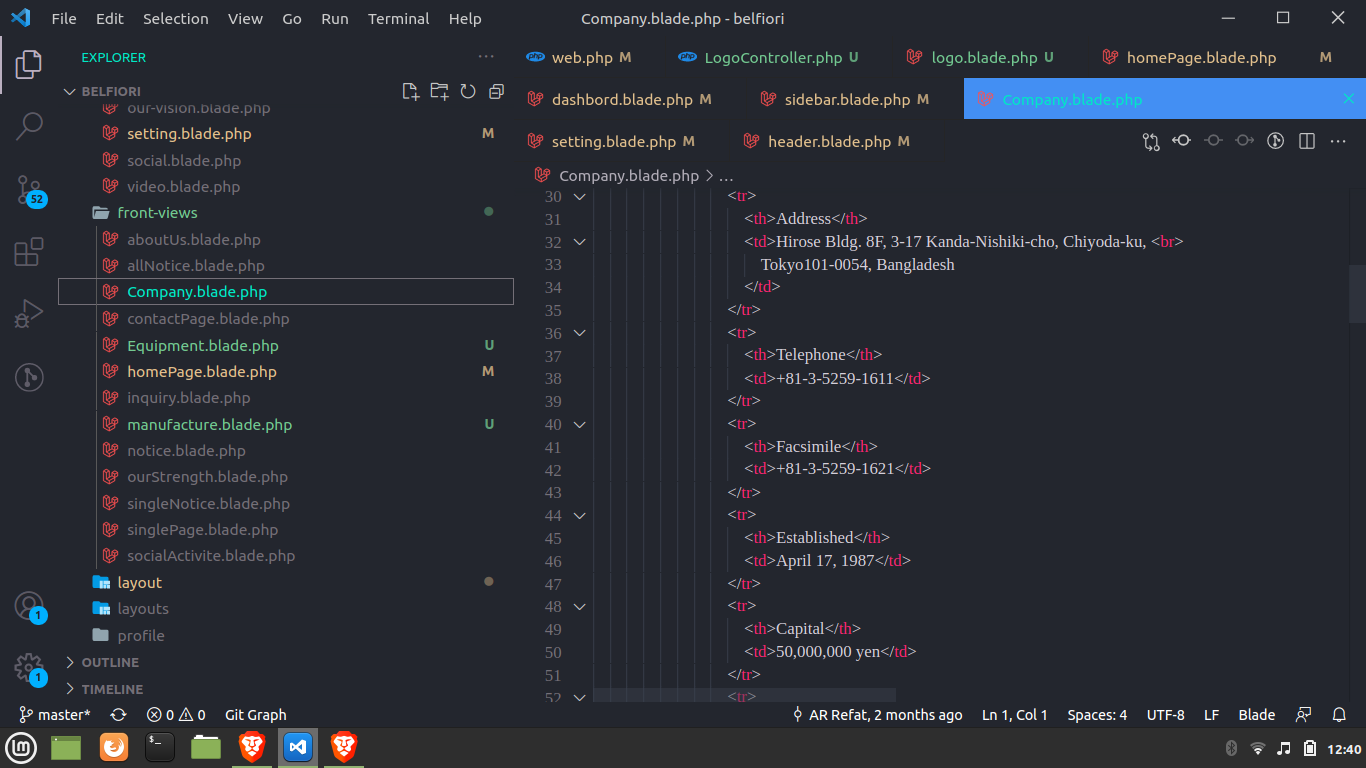 File Edit Selection View Go Run Terminal Help Company.blade.php - belfiori
EXPLORER
BELFIORI
our-vision.blade.php
setting.blade.php M
social.blade.php
video.blade.php
front-views
aboutUs.blade.php
allNotice.blade.php
Company.blade.php
contactPage.blade.php
Equipment.blade.php U
homePage.blade.php M
inquiry.blade.php
manufacture.blade.php U
notice.blade.php
ourStrength.blade.php
singleNotice.blade.php
singlePage.blade.php
socialActivite.blade.php
layout
layouts
profile
OUTLINE
TIMELINE
52
1
1
web.php M LogoController.php U logo.blade.php U homePage.blade.php M
dashbord.blade.php M sidebar.blade.php M Company.blade.php
setting.blade.php M header.blade.php M
Company.blade.php > ...
30 <tr>
31 <th>Address</th>
32 <td>Hirose Bldg. 8F, 3-17 Kanda-Nishiki-cho, Chiyoda-ku, <br>
33 Tokyo101-0054, Bangladesh
34 </td>
35 </tr>
36 <tr>
37 <th>Telephone</th>
38 <td>+81-3-5259-1611</td>
39 </tr>
40 <tr>
41 <th>Facsimile</th>
42 <td>+81-3-5259-1621</td>
43 </tr>
44 <tr>
45 <th>Established</th>
46 <td>April 17, 1987</td>
47 </tr>
48 <tr>
49 <th>Capital</th>
50 <td>50,000,000 yen</td>
51 </tr>
52 <tr>
master* 0 0 Git Graph AR Refat, 2 months ago Ln 1, Col 1 Spaces: 4 UTF-8 LF Blade
12:40